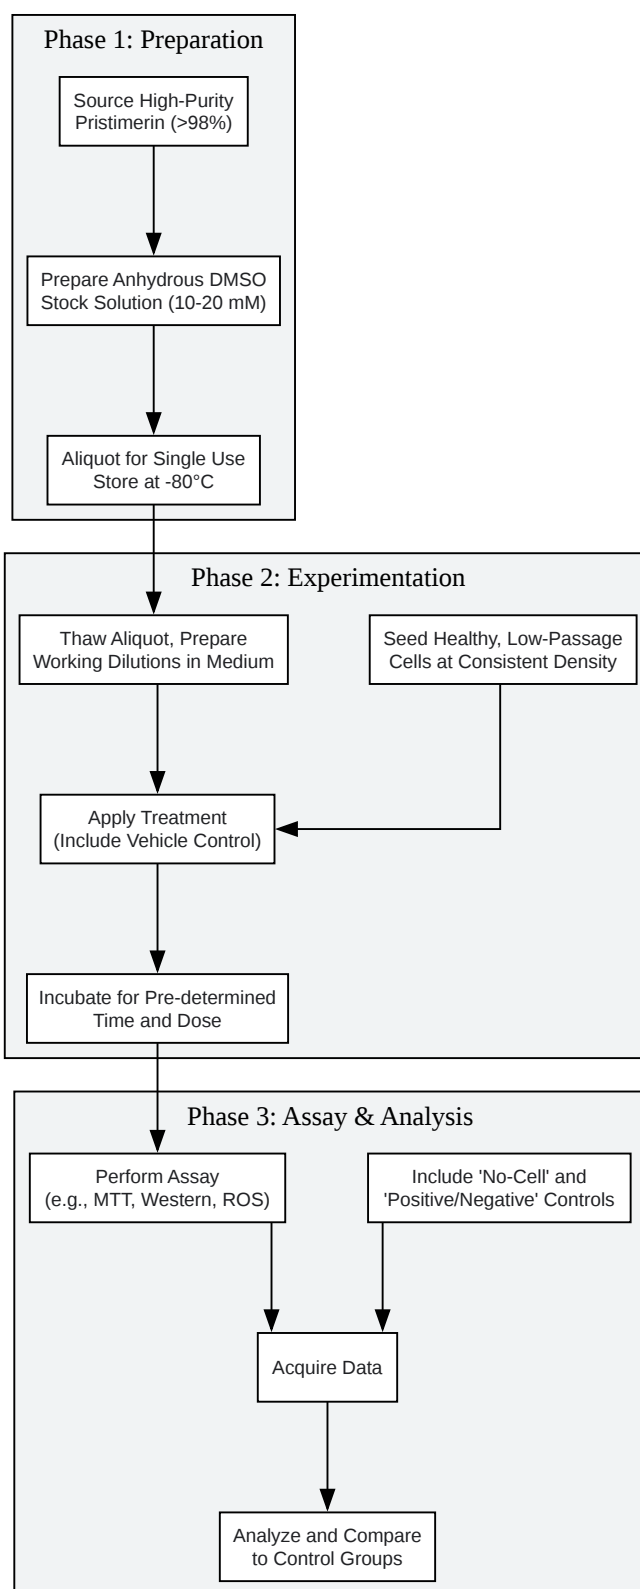 Phase 1: Preparation
Source High-Purity
Pristimerin (>98%)
Prepare Anhydrous DMSO
Stock Solution (10-20 mM)
Aliquot for Single Use
Store at -80°C
Phase 2: Experimentation
Thaw Aliquot, Prepare
Working Dilutions in Medium
Seed Healthy, Low-Passage
Cells at Consistent Density
Apply Treatment
(Include Vehicle Control)
Incubate for Pre-determined
Time and Dose
Phase 3: Assay & Analysis
Perform Assay
(e.g., MTT, Western, ROS)
Include 'No-Cell' and
'Positive/Negative' Controls
Acquire Data
Analyze and Compare
to Control Groups